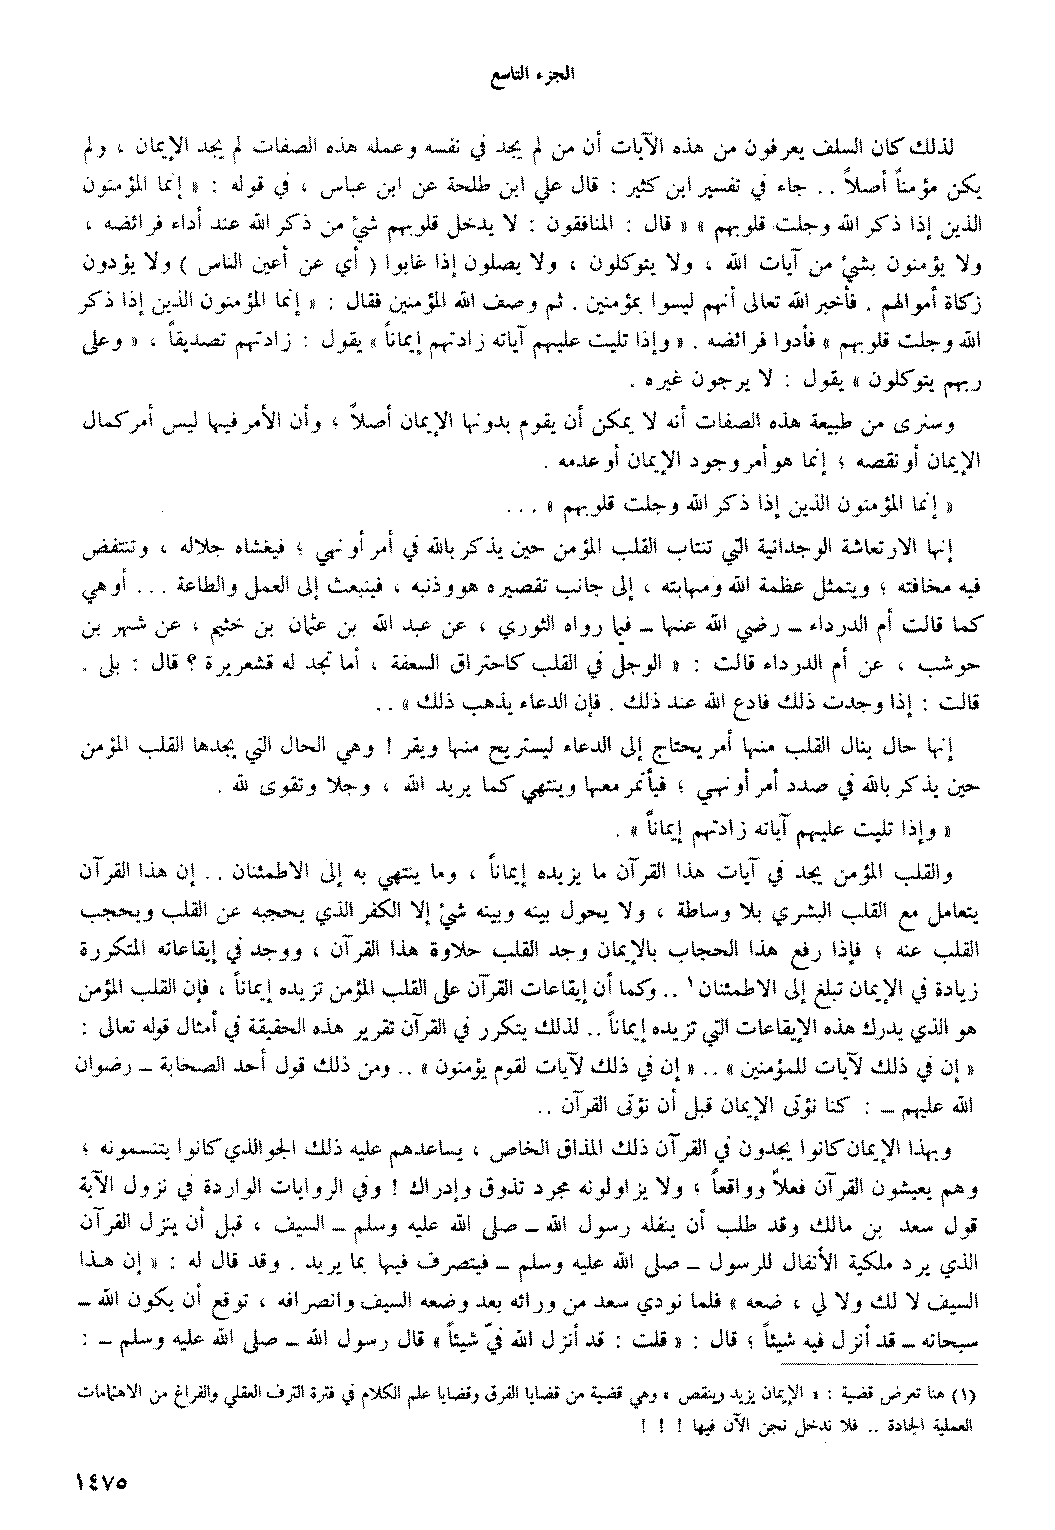 الجزء التاسع
لذلك كان السلف يعرفون من هذه الآيات أن من لم يجد في نفسه وعمله هذه الصفات لم يجد الإيمان ، ولم
يكن مؤمناً أصلاً .. جاء في تفسير ابن كثير : قال علي ابن طلحة عن ابن عباس ، في قوله : « إنما المؤمنون
الذين إذا ذكر الله وجلت قلوبهم » « قال : المنافقون : لا يدخل قلوبهم شيء من ذكر الله عند أداء فرائضه ،
ولا يؤمنون بشيء من آيات الله ، ولا يتوكلون ، ولا يصلون إذا غابوا ( أي عن أعين الناس ) ولا يؤدون
زكاة أموالهم . فأخبر الله تعالى أنهم ليسوا بمؤمنين . ثم وصف الله المؤمنين فقال : « إنما المؤمنون الذين إذا ذكر
الله وجلت قلوبهم » فأدوا فرائضه . « وإذا تليت عليهم آياته زادتهم إيماناً » يقول : زادتهم تصديقاً ، « وعلى
ربهم يتوكلون » يقول : لا يرجون غيره .
وسنرى من طبيعة هذه الصفات أنه لا يمكن أن يقوم بدونها الإيمان أصلاً ؛ وأن الأمر فيها ليس أمر كمال
الإيمان أو نقصه ؛ إنما هو أمر وجود الإيمان أو عدمه .
« إنما المؤمنون الذين إذا ذكر الله وجلت قلوبهم » ...
إنها الارتعاشة الوجدانية التي تنتاب القلب المؤمن حين يذكر بالله في أمر أو نهي ؛ فيغشاه جلاله ، وتنتفض
فيه مخافته ؛ ويتمثل عظمة الله ومهابته ، إلى جانب تقصيره هو وذنبه ، فينبعث إلى العمل والطاعة ... أو هي
كما قالت أم الدرداء ــ رضي الله عنها ــ فيما رواه الثوري ، عن عبد الله بن عثمان بن خثيم ، عن شهر بن
حوشب ، عن أم الدرداء قالت : « الوجل في القلب كاحتراق السعفة ، أما تجد له قشعريرة ؟ قال : بلى .
قالت : إذا وجدت ذلك فادع الله عند ذلك . فإن الدعاء يذهب ذلك » ..
إنها حال ينال القلب منها أمر يحتاج إلى الدعاء ليستريح منها ويقر ! وهي الحال التي يجدها القلب المؤمن
حين يذكر بالله في صدد أمر أو نهي ؛ فيأتمر معها وينتهي كما يريد الله ، وجلا وتقوى لله .
« وإذا تليت عليهم آياته زادتهم إيماناً » .
والقلب المؤمن يجد في آيات هذا القرآن ما يزيده إيماناً ، وما ينتهي به إلى الاطمئنان .. إن هذا القرآن
يتعامل مع القلب البشري بلا وساطة ، ولا يحول بينه وبينه شيء إلا الكفر الذي يحجبه عن القلب ويحجب
القلب عنه ؛ فإذا رفع هذا الحجاب بالإيمان وجد القلب حلاوة هذا القرآن ، ووجد في إيقاعاته المتكررة
زيادة في الإيمان تبلغ إلى الاطمئنان ١ .. وكما أن إيقاعات القرآن على القلب المؤمن تزيده إيماناً ، فإن القلب المؤمن
هو الذي يدرك هذه الإيقاعات التي تزيده إيماناً .. لذلك يتكرر في القرآن تقرير هذه الحقيقة في أمثال قوله تعالى :
« إن في ذلك لآيات للمؤمنين » .. « إن في ذلك لآيات لقوم يؤمنون » .. ومن ذلك قول أحد الصحابة ــ رضوان
الله عليهم ــ : كنا نؤتى الإيمان قبل أن نؤتى القرآن ..
وبهذا الإيمان كانوا يجدون في القرآن ذلك المذاق الخاص ، يساعدهم عليه ذلك الجو الذي كانوا يتنسمونه ؛
وهم يعيشون القرآن فعلاً وواقعاً ، ولا يزاولونه مجرد تذوق وإدراك ! وفي الروايات الواردة في نزول الآية
قول سعد بن مالك وقد طلب أن ينفله رسول الله ــ صلى الله عليه وسلم ــ السيف ، قبل أن ينزل القرآن
الذي يرد ملكية الأنفال للرسول ــ صلى الله عليه وسلم ــ فيتصرف فيها بما يريد . وقد قال له : « إن هذا
السيف لا لك ولا لي ، ضعه » فلما نودي سعد من ورائه بعد وضعه السيف وانصرافه ، توقع أن يكون الله ــ
سبحانه ــ قد أنزل فيه شيئاً ؛ قال : « قلت : قد أنزل الله فيّ شيئاً » قال رسول الله ــ صلى الله عليه وسلم ــ :
(١) هنا تعرض قضية : « الإيمان يزيد وينقص » وهي قضية من قضايا الفرق وقضايا علم الكلام في فترة الترف العقلي والفراغ من الاهتمامات
العملية الجادة .. فلا ندخل نحن الآن فيها ! ! !
١٤٧٥